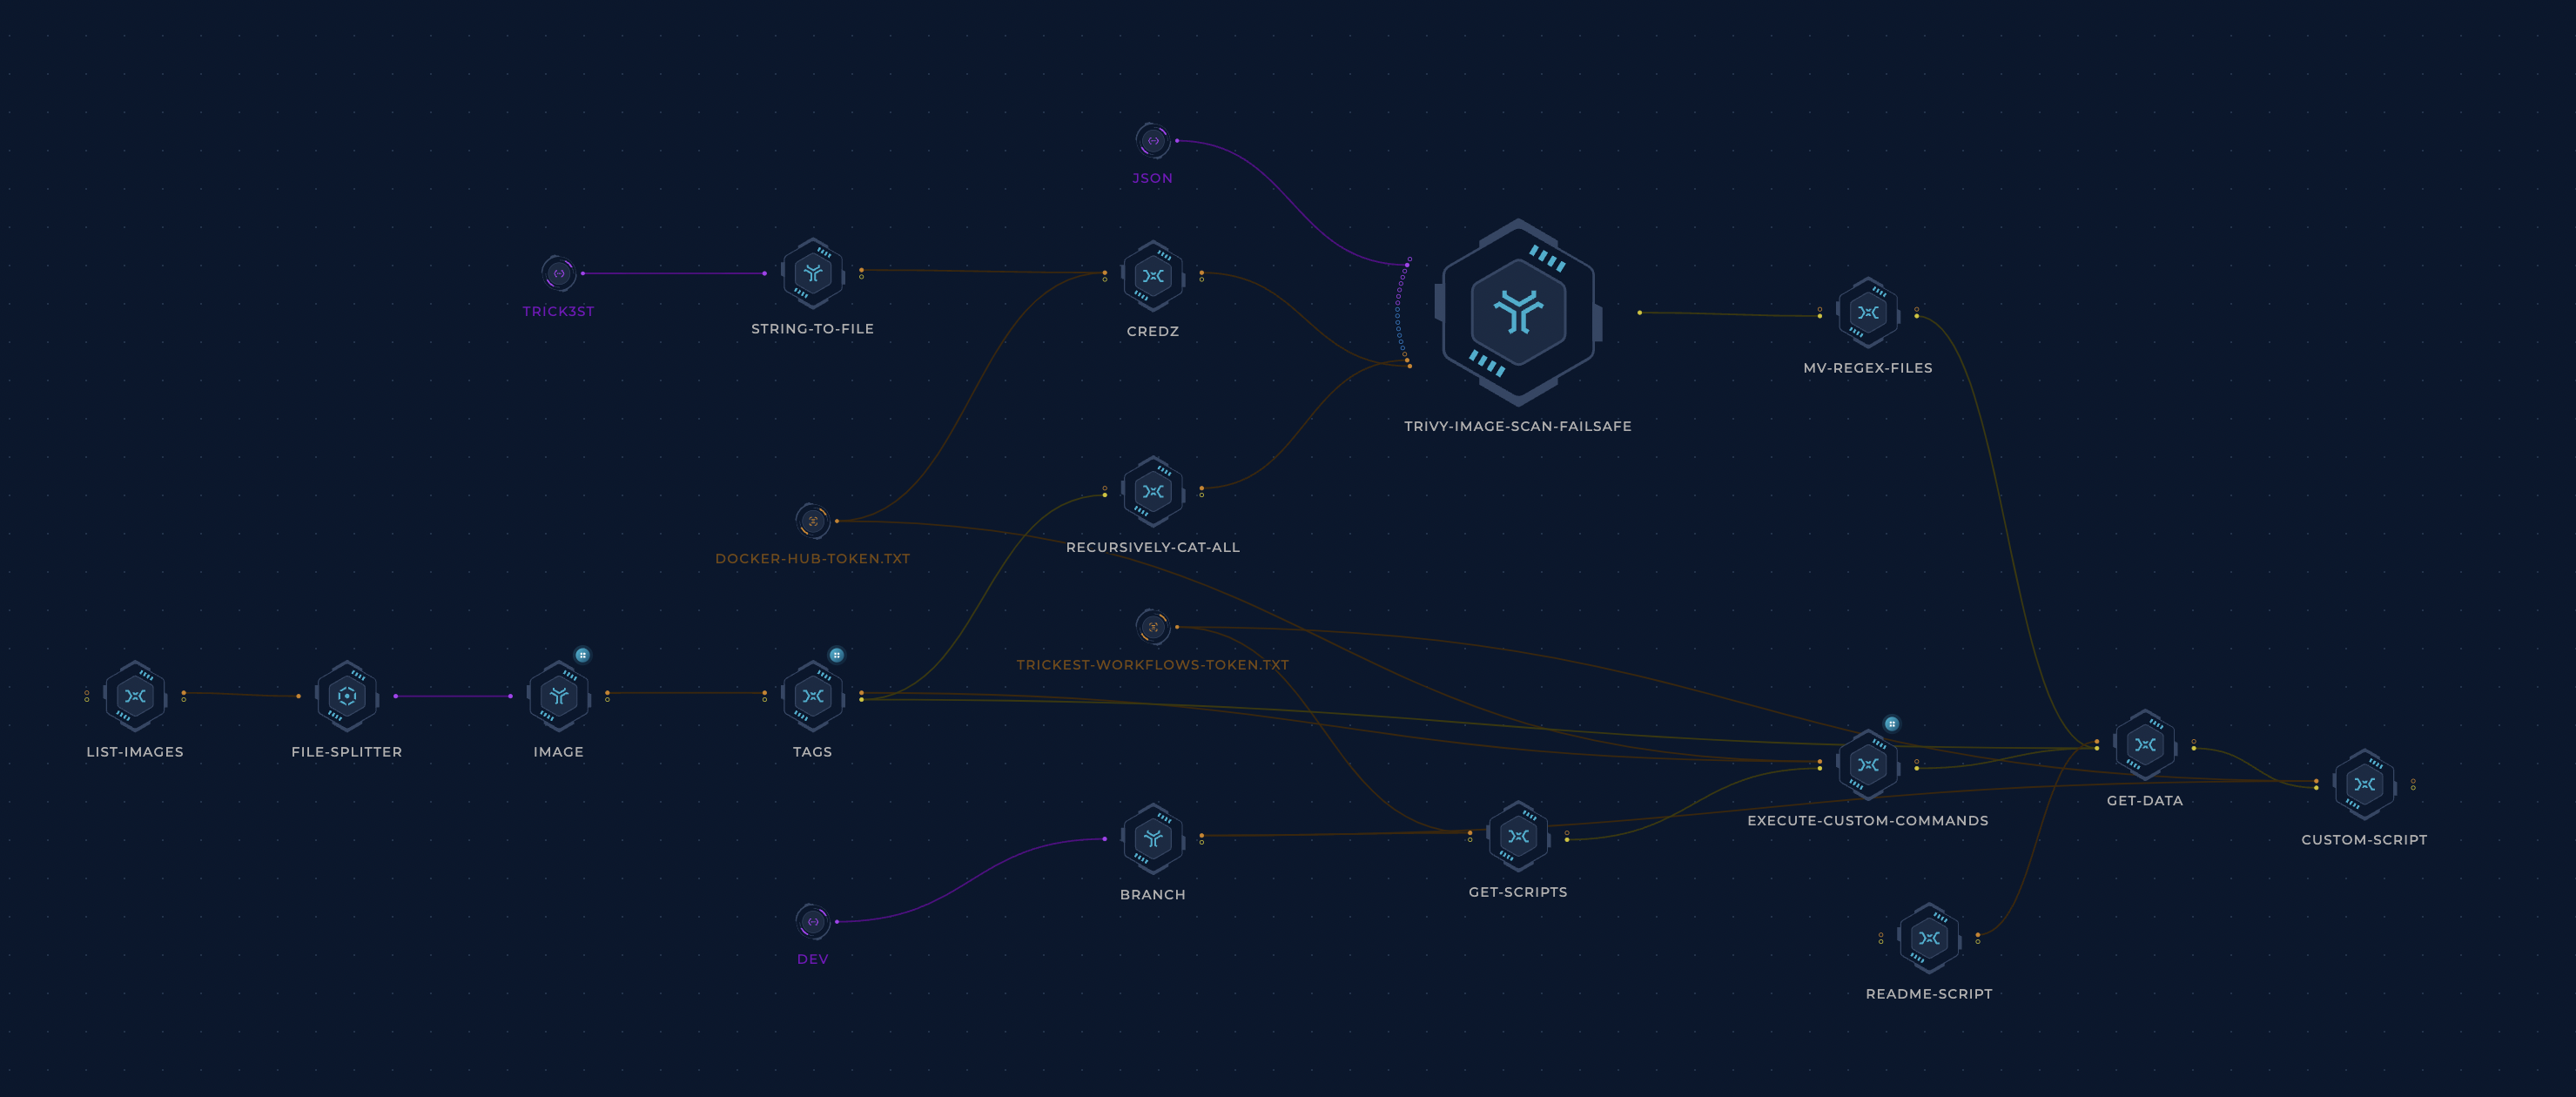 JSON
TRICK3ST
STRING-TO-FILE
CREDZ
MV-REGEX-FILES
TRIVY-IMAGE-SCAN-FAILSAFE
DOCKER-HUB-TOKEN.TXT
RECURSIVELY-CAT-ALL
TRICKEST-WORKFLOWS-TOKEN.TXT
LIST-IMAGES
FILE-SPLITTER
IMAGE
TAGS
GET-DATA
EXECUTE-CUSTOM-COMMANDS
CUSTOM-SCRIPT
BRANCH
GET-SCRIPTS
DEV
README-SCRIPT